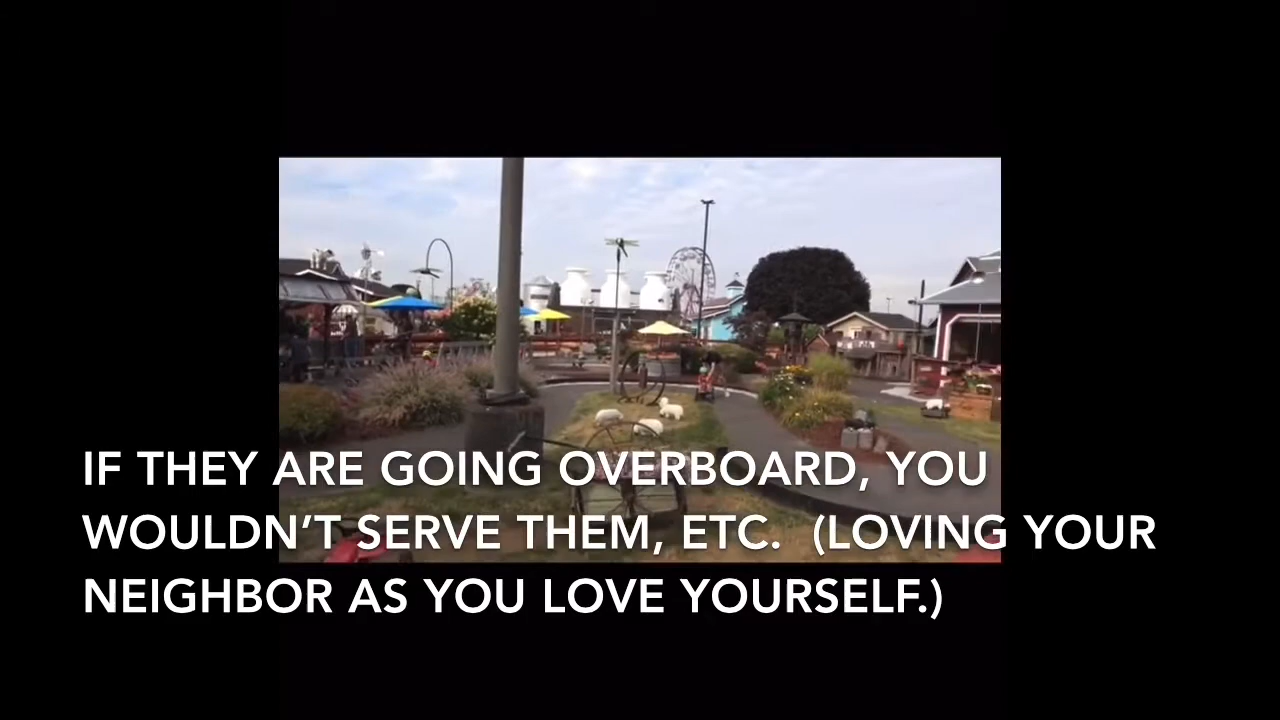 IF THEY ARE GOING OVERBOARD, YOU
WOULDN’T SERVE THEM, ETC.  (LOVING YOUR
NEIGHBOR AS YOU LOVE YOURSELF.)